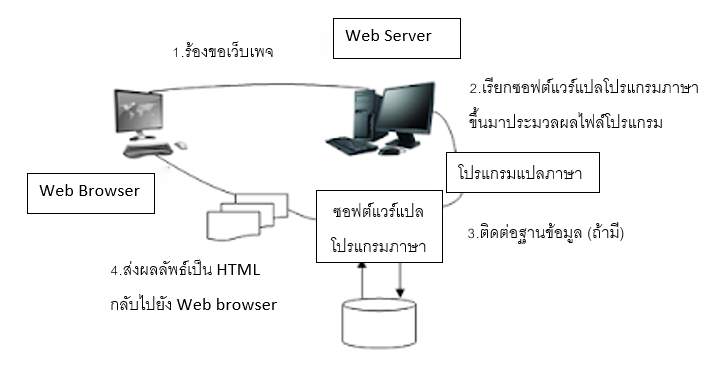 Web Server
1.ร้องขอเว็บเพจ
2.เรียกซอฟต์แวร์แปลโปรแกรมภาษา
ขึ้นมาประมวลผลไฟล์โปรแกรม
โปรแกรมแปลภาษา
Web Browser
ซอฟต์แวร์แปล
โปรแกรมภาษา
3.ติดต่อฐานข้อมูล (ถ้ามี)
4.ส่งผลลัพธ์เป็น HTML
กลับไปยัง Web browser